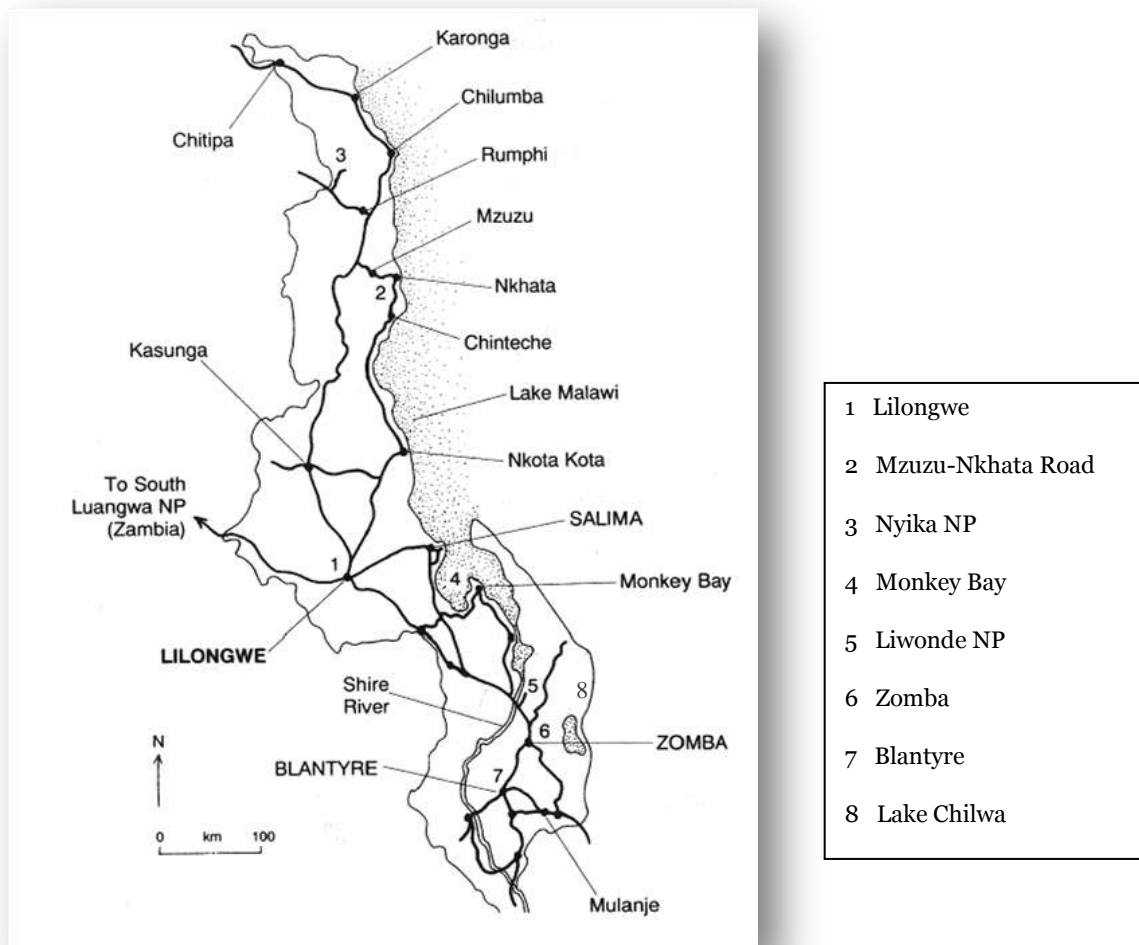 Karonga
Chilumba
Chitipa
3
Rumphi
Mzuzu
2
Nkhata
Chinteche
Kasunga
Lake Malawi
Nkota Kota
To South
Luangwa NP
(Zambia)
SALIMA
1
4
Monkey Bay
LILONGWE
Shire
River
5
8
6
ZOMBA
N
BLANTYRE
7
0 km 100
Mulanje
1 Lilongwe
2 Mzuzu-Nkhata Road
3 Nyika NP
4 Monkey Bay
5 Liwonde NP
6 Zomba
7 Blantyre
8 Lake Chilwa